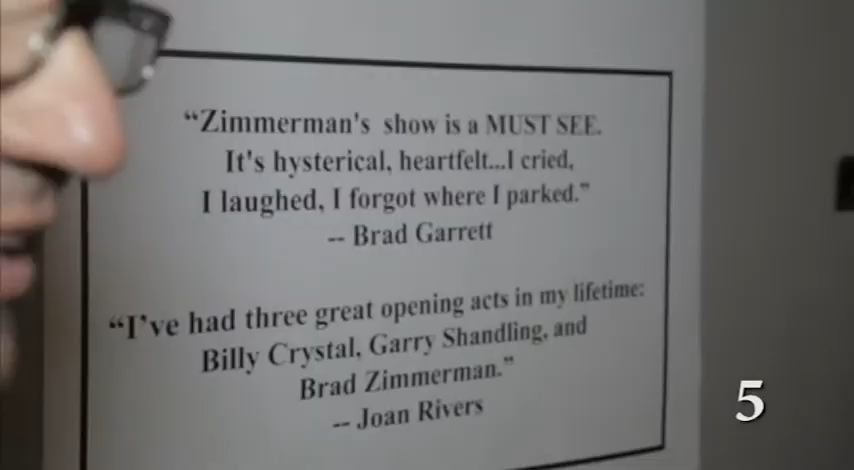 “Zimmerman's show is a MUST SEE.
It's hysterical, heartfelt...I cried,
I laughed, I forgot where I parked.”
-- Brad Garrett
“I’ve had three great opening acts in my lifetime:
Billy Crystal, Garry Shandling, and
Brad Zimmerman.”
-- Joan Rivers
5